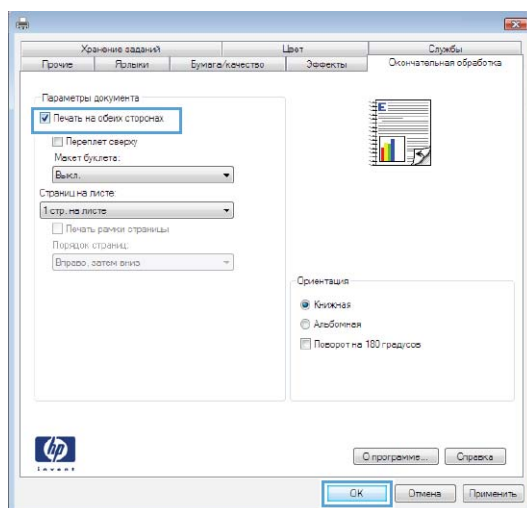 Хранение заданий Цвет Службы
Прочие Ярлыки Бумага/качество Эффекты Окончательная обработка
Параметры документа
Печать на обеих сторонах
Переплет сверху
Макет буклета:
Выкл.
Страниц на листе:
1 стр. на листе
Печать рамки страницы
Порядок страниц:
Вправо, затем вниз
E
Ориентация
Книжная
Альбомная
Поворот на 180 градусов
hp
invent
О программе... Справка
OK Отмена Применить